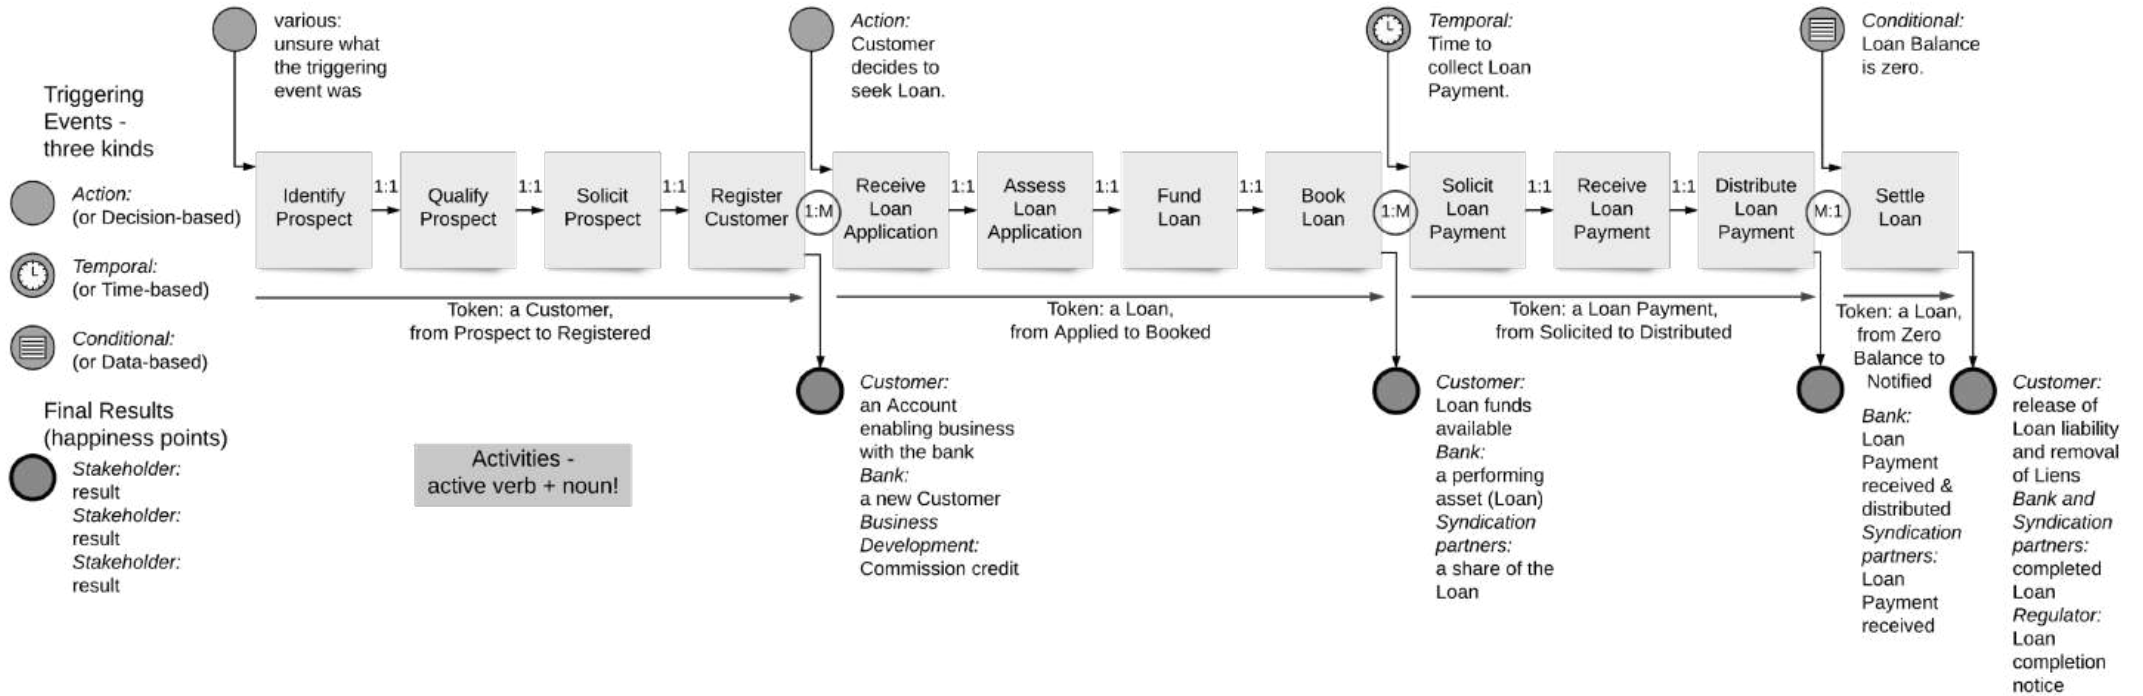 various:
unsure what
the triggering
event was
Action:
Customer
decides to
seek Loan.
Temporal:
Time to
collect Loan
Payment.
Conditional:
Loan Balance
is zero.
Triggering
Events -
three kinds
Action:
(or Decision-based)
Temporal:
(or Time-based)
Conditional:
(or Data-based)
Final Results
(happiness points)
Stakeholder:
result
Stakeholder:
result
Stakeholder:
result
Identify
Prospect
1:1
Qualify
Prospect
1:1
Solicit
Prospect
1:1
Register
Customer
1:M
Receive
Loan
Application
1:1
Assess
Loan
Application
1:1
Fund
Loan
1:1
Book
Loan
1:M
Solicit
Loan
Payment
1:1
Receive
Loan
Payment
1:1
Distribute
Loan
Payment
M:1
Settle
Loan
Token: a Customer,
from Prospect to Registered
Token: a Loan,
from Applied to Booked
Token: a Loan Payment,
from Solicited to Distributed
Token: a Loan,
from Zero
Balance to
Notified
Activities -
active verb + noun!
Customer:
an Account
enabling business
with the bank
Bank:
a new Customer
Business
Development:
Commission credit
Customer:
Loan funds
available
Bank:
a performing
asset (Loan)
Syndication
partners:
a share of the
Loan
Bank:
Loan
Payment
received &
distributed
Syndication
partners:
Loan
Payment
received
Customer:
release of
Loan liability
and removal
of Liens
Bank and
Syndication
partners:
completed
Loan
Regulator:
Loan
completion
notice